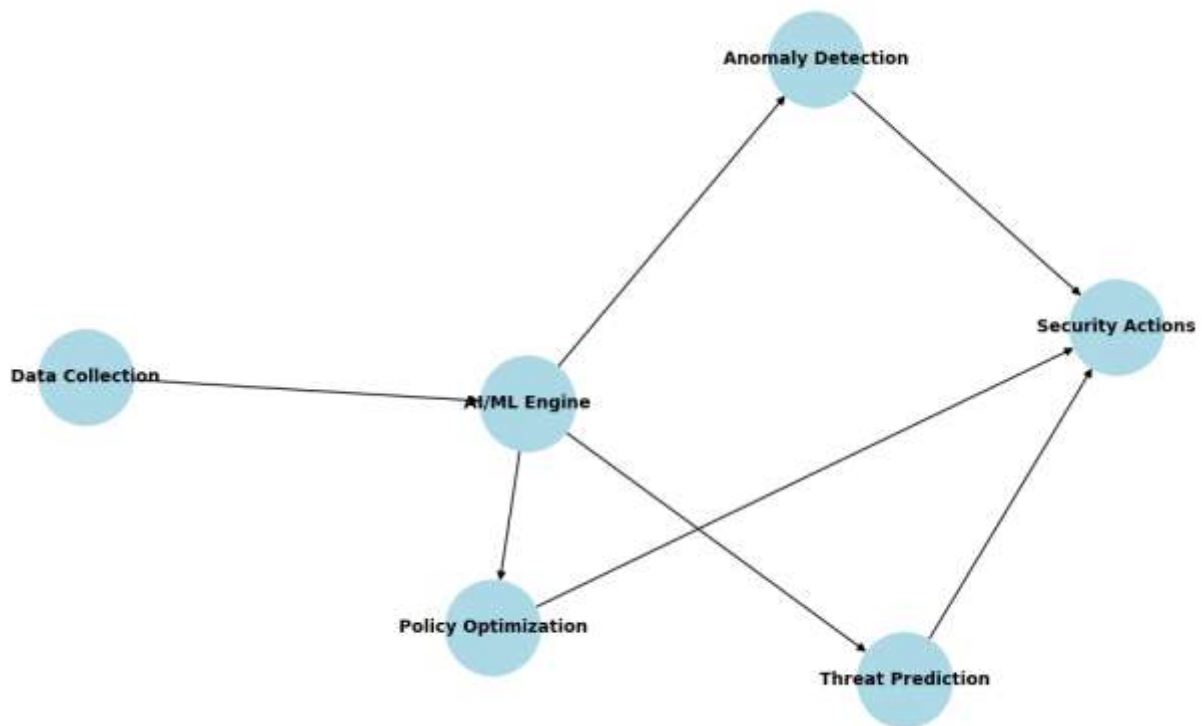 Anomaly Detection
Security Actions
Data Collection
AI/ML Engine
Policy Optimization
Threat Prediction